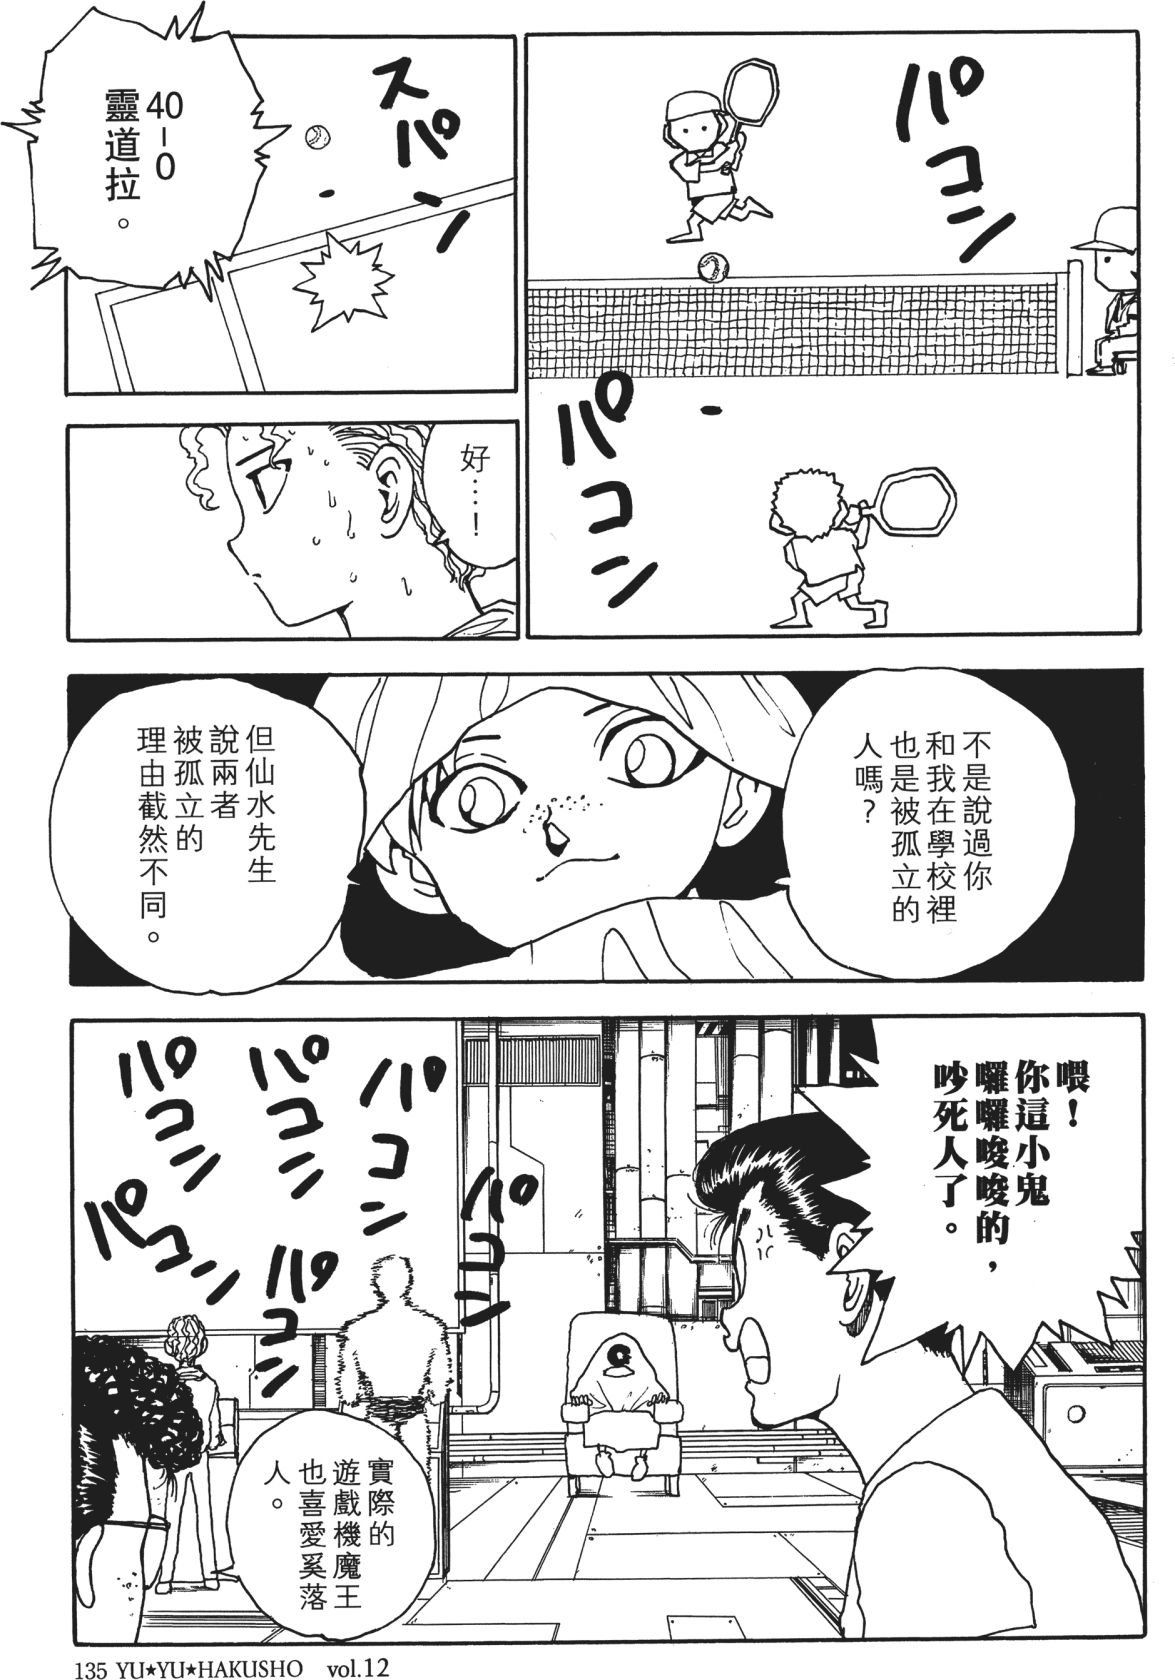 パコン
パコン
スパン
40-0
靈道拉。
好…！
不是說過你
和我在學校裡
也是被孤立的
人嗎？
但仙水先生
說兩者
被孤立的
理由截然不同。
喂！
你這小鬼
囉囉唆唆的，
吵死人了。
パコン
パコン
パコン
パコン
パコン
パコン
實際的
遊戲機魔王
也喜愛奚落
人。
135 YU★YU★HAKUSHO vol.12